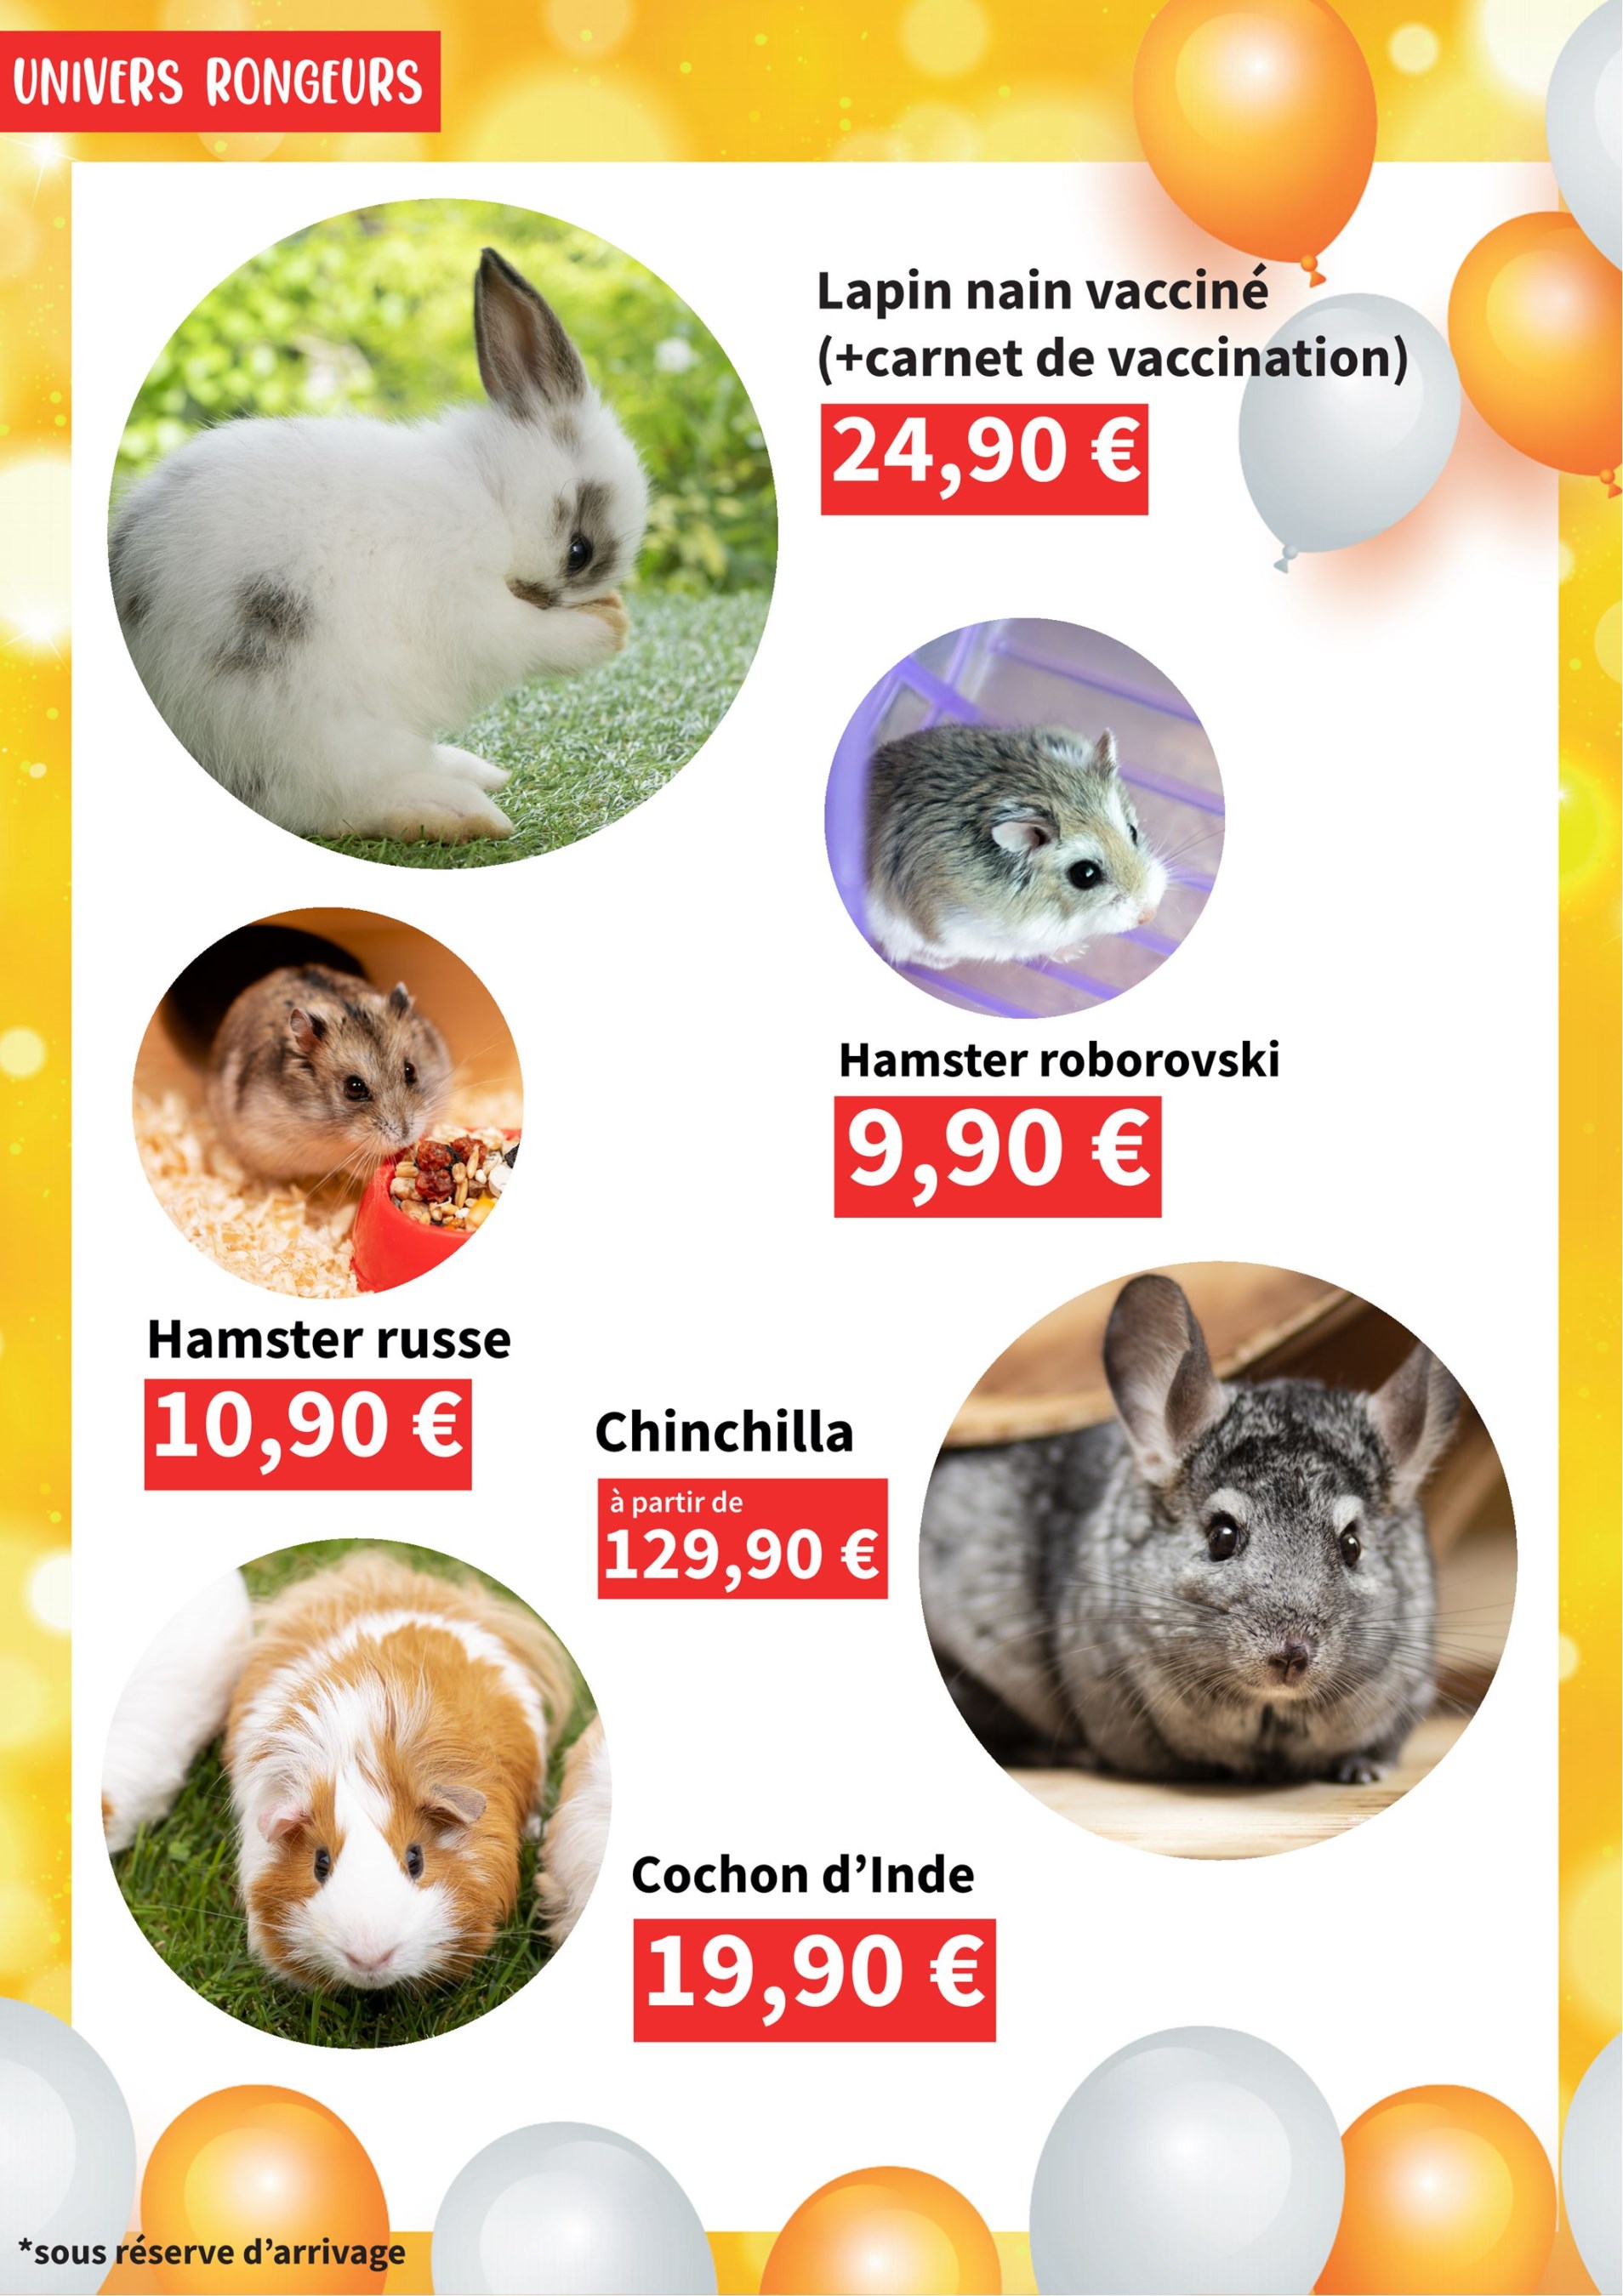 UNIVERS RONGEURS
Lapin nain vacciné
(+carnet de vaccination)
24,90 €
Hamster roborovski
9,90 €
Hamster russe
10,90 €
Chinchilla
à partir de
129,90 €
Cochon d’Inde
19,90 €
*sous réserve d’arrivage